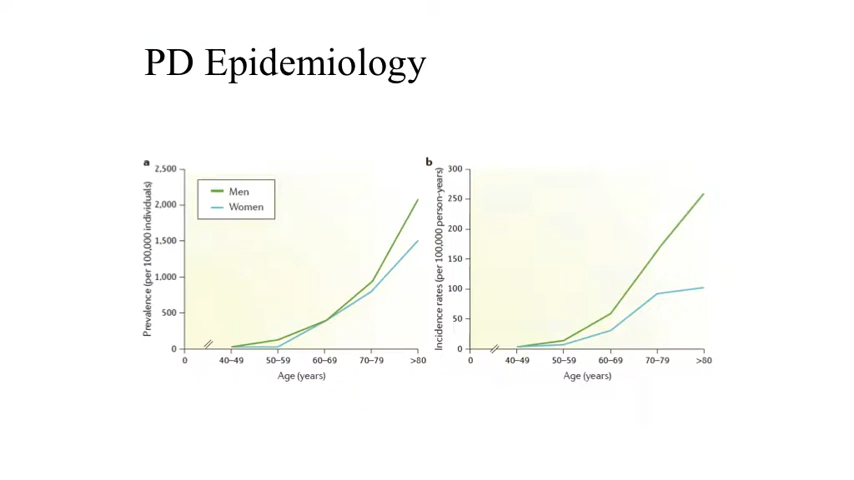 PD Epidemiology
a
2,500
2,000
1,500
1,000
500
0
Prevalence (per 100,000 individuals)
Men
Women
0
40–49
50–59
60–69
70–79
>80
Age (years)
b
300
250
200
150
100
50
0
Incidence rates (per 100,000 person-years)
0
40–49
50–59
60–69
70–79
>80
Age (years)